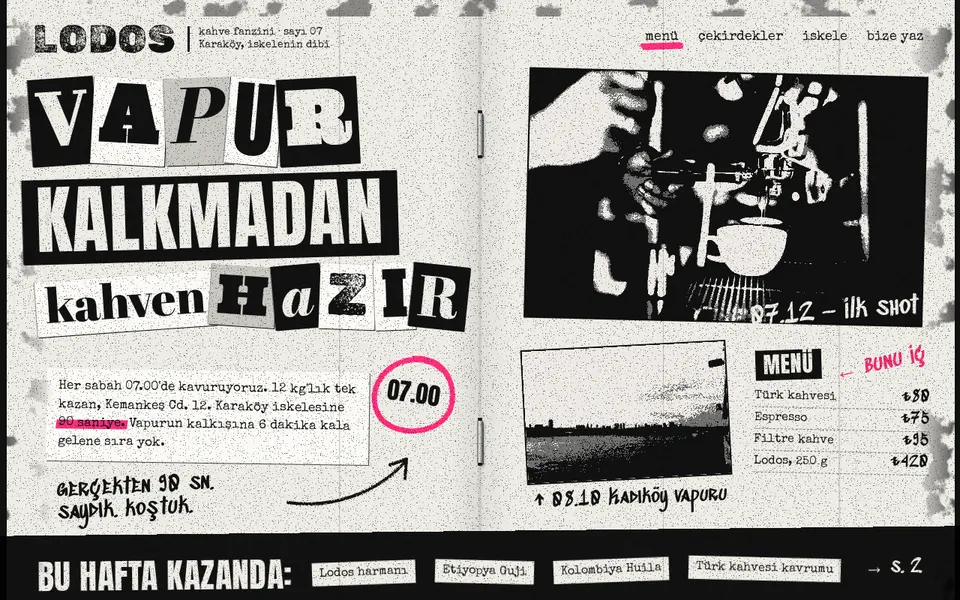 LODOS
kahve fanzini · sayı 07
Karaköy, iskelenin dibi
menü çekirdekler iskele bize yaz
VAPUR
KALKMADAN
kahven HaZIR
07.12 – ilk shot
Her sabah 07.00'de kavuruyoruz. 12 kg'lık tek
kazan, Kemankeş Cd. 12. Karaköy iskelesine
90 saniye. Vapurun kalkışına 6 dakika kala
gelene sıra yok.
07.00
GERÇEKTEN 90 SN.
SAYDIK. KOŞTUK.
↑ 08.10 KADIKÖY VAPURU
MENÜ
← BUNU İÇ
Türk kahvesi ₺80
Espresso ₺75
Filtre kahve ₺95
Lodos, 250 g ₺420
BU HAFTA KAZANDA:
Lodos harmanı
Etiyopya Guji
Kolombiya Huila
Türk kahvesi kavrumu
→ s. 2